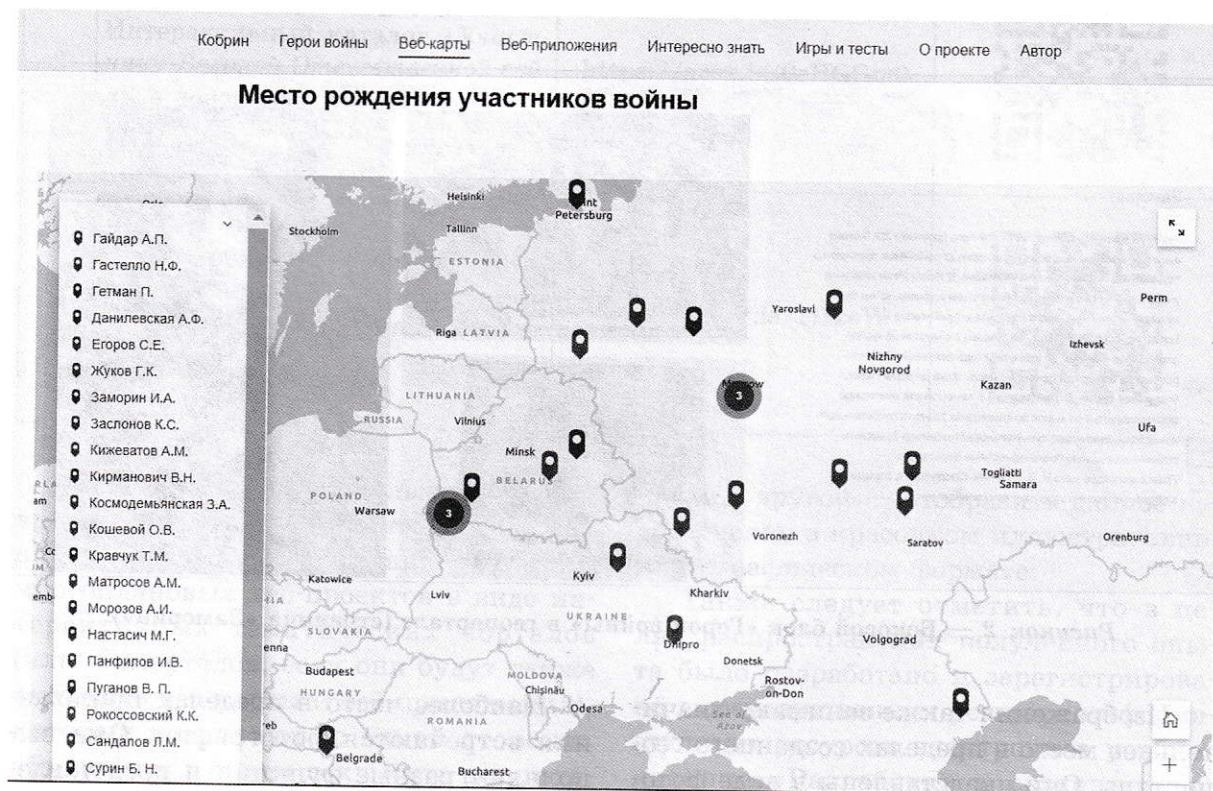 Кобрин Герои войны Веб-карты Веб-приложения Интересно знать Игры и тесты О проекте Автор
Место рождения участников войны
Гайдар А.П.
Гастелло Н.Ф.
Гетман П.
Данилевская А.Ф.
Егоров С.Е.
Жуков Г.К.
Заморин И.А.
Заслонов К.С.
Кижеватов А.М.
Кирманович В.Н.
Космодемьянская З.А.
Кошевой О.В.
Кравчук Т.М.
Матросов А.М.
Морозов А.И.
Настасич М.Г.
Панфилов И.В.
Пуганов В. П.
Рокоссовский К.К.
Сандалов Л.М.
Сурин Б. Н.
Helsinki
Petersburg
Stockholm
Tallinn
ESTONIA
Perm
Yaroslavl
Riga LATVIA
Izhevsk
Nizhny
Novgorod
Kazan
3
LITHUANIA
RUSSIA
Vilnius
Ufa
Minsk
BELARUS
Togliatti
Samara
POLAND
Warsaw
3
Voronezh
Saratov
Orenburg
Katowice
Lviv
Kyiv
Kharkiv
UKRAINE
SLOVAKIA
Dnipro
Volgograd
Donetsk
Budapest
MOLDOVA
Chișinău
Rostov-
on-Don
HUNGARY
Odesa
Sea of
Azov
ROMANIA
Belgrade
Bucharest